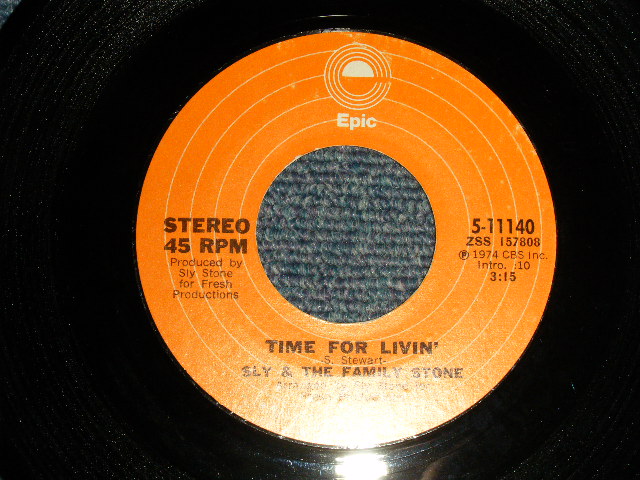 Epic
STEREO
45 RPM
Produced by
Sly Stone
for Fresh
Productions
5-11140
ZSS 157808
℗ 1974 CBS Inc.
Intro. :10
3:15
TIME FOR LIVIN'
-S. Stewart-
SLY & THE FAMILY STONE